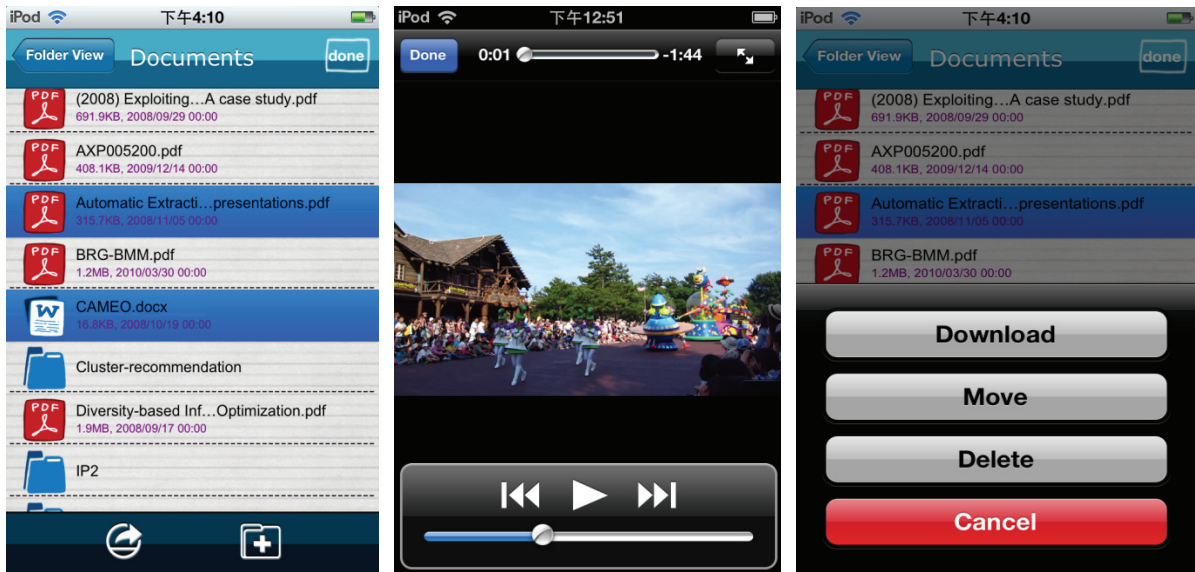 iPod 下午4:10
Folder View Documents done
PDF (2008) Exploiting...A case study.pdf
691.9KB, 2008/09/29 00:00
PDF AXP005200.pdf
408.1KB, 2009/12/14 00:00
PDF Automatic Extracti...presentations.pdf
315.7KB, 2008/11/05 00:00
PDF BRG-BMM.pdf
1.2MB, 2010/03/30 00:00
W CAMEO.docx
16.8KB, 2008/10/19 00:00
Cluster-recommendation
PDF Diversity-based Inf...Optimization.pdf
1.9MB, 2008/09/17 00:00
IP2
iPod 下午12:51
Done 0:01 -1:44
iPod 下午4:10
Folder View Documents done
PDF (2008) Exploiting...A case study.pdf
691.9KB, 2008/09/29 00:00
PDF AXP005200.pdf
408.1KB, 2009/12/14 00:00
PDF Automatic Extracti...presentations.pdf
315.7KB, 2008/11/05 00:00
PDF BRG-BMM.pdf
1.2MB, 2010/03/30 00:00
Download
Move
Delete
Cancel